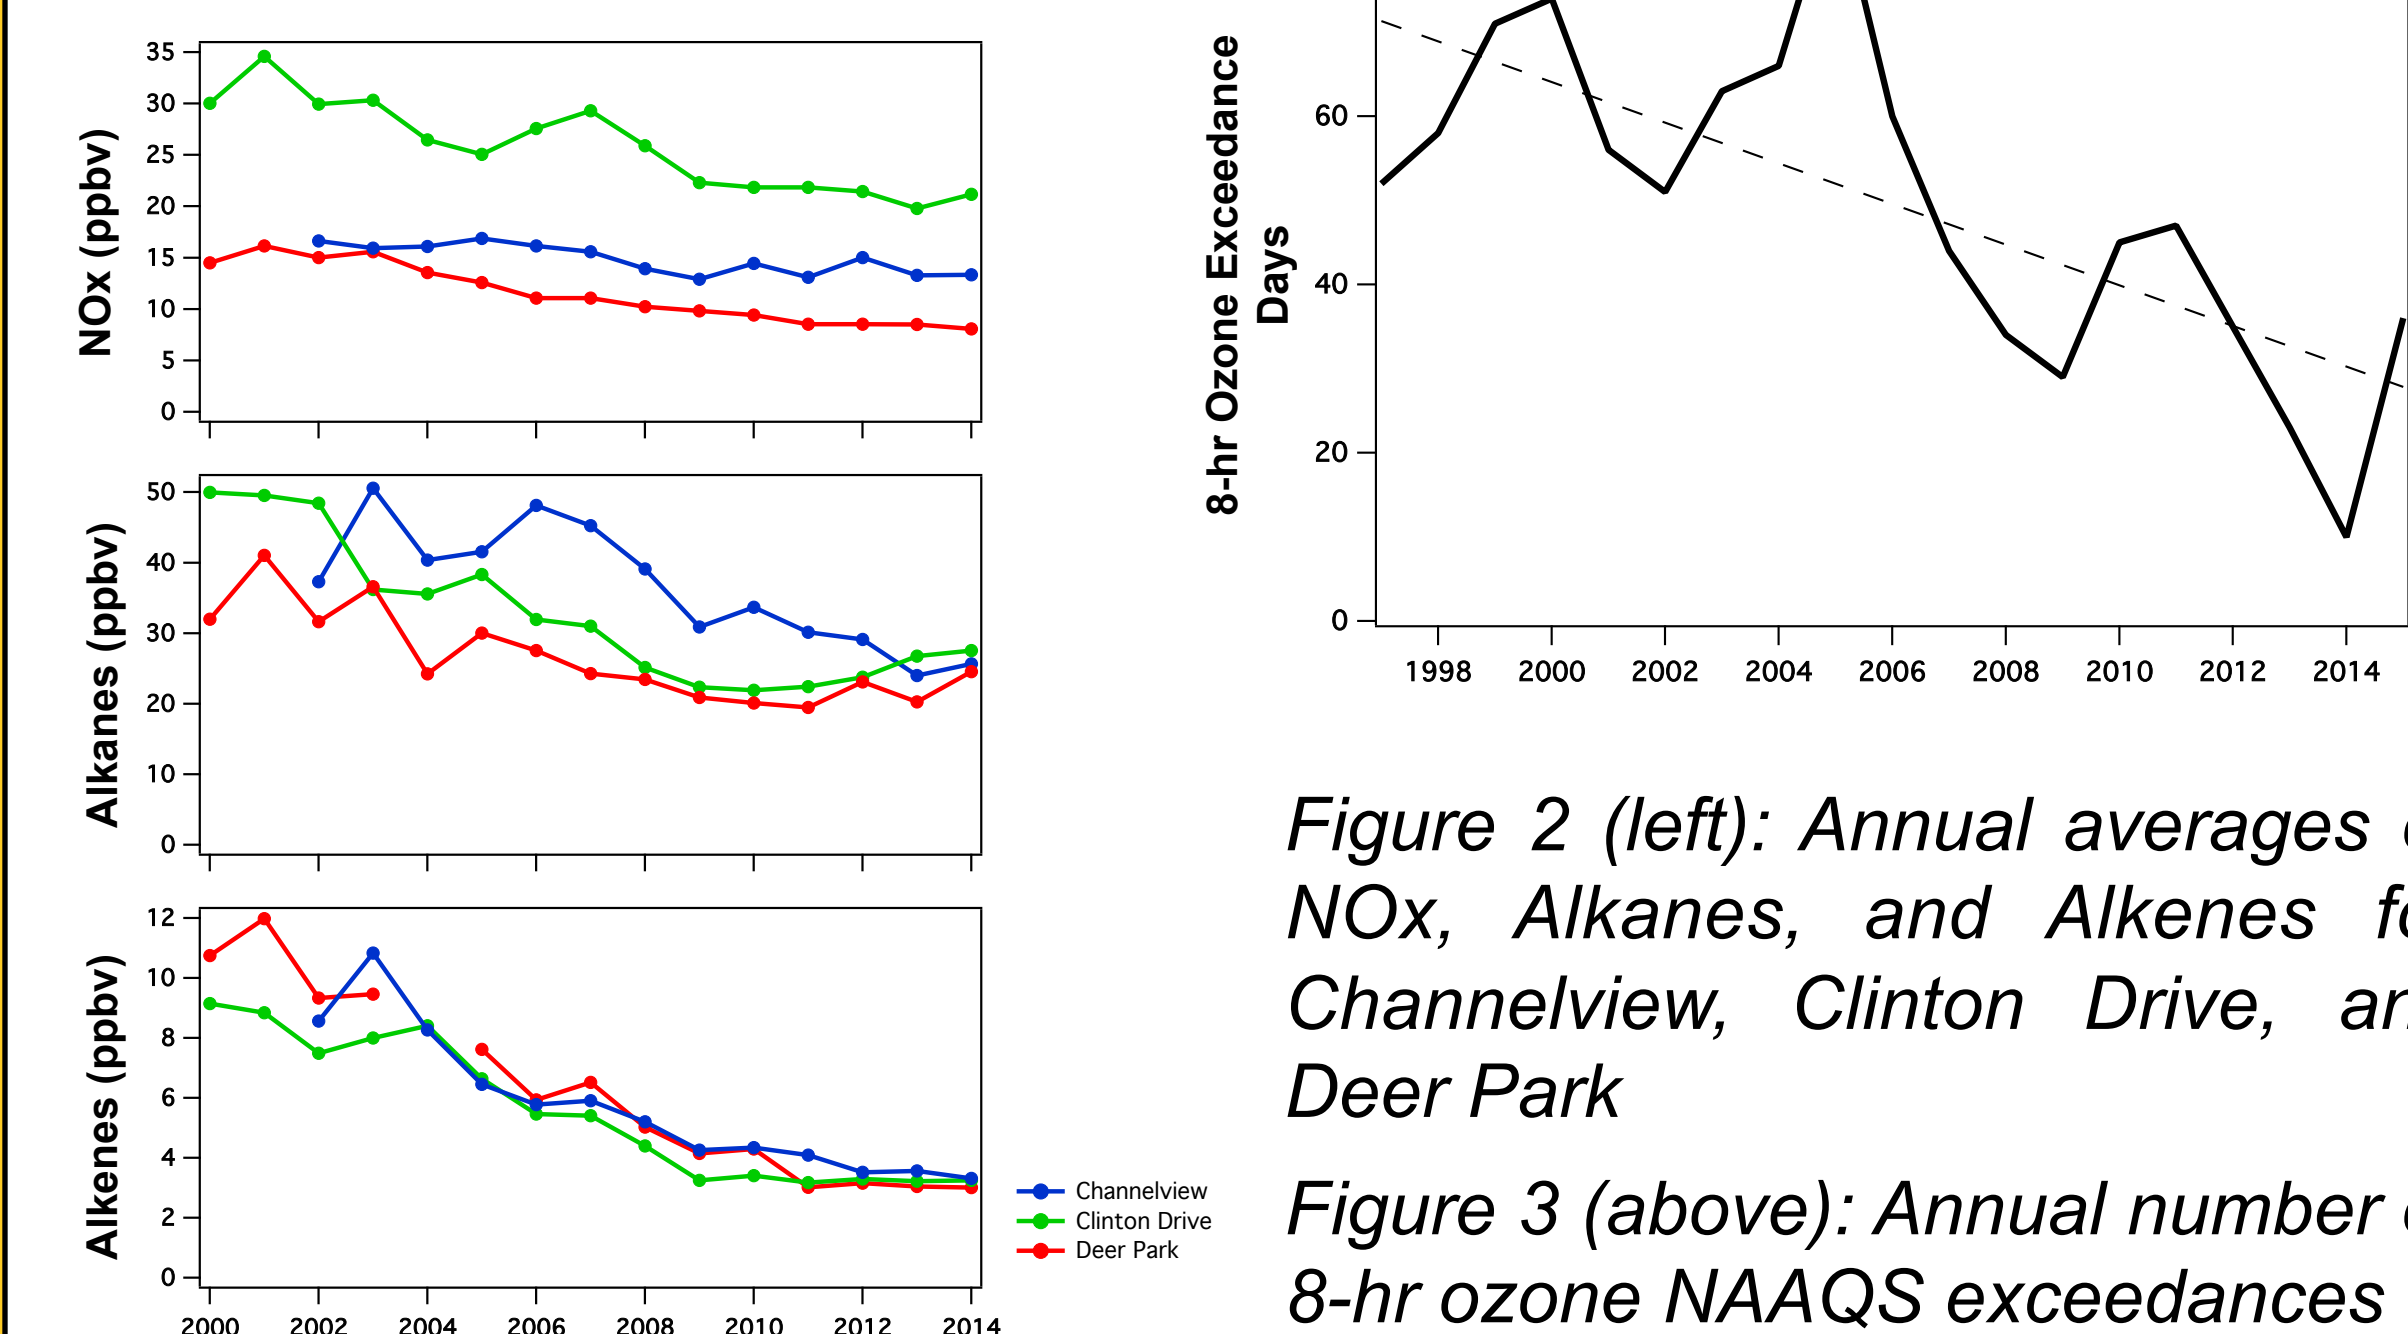 35
30
25
20
15
10
5
0
NOx (ppbv)
50
40
30
20
10
0
Alkanes (ppbv)
12
10
8
6
4
2
0
Alkenes (ppbv)
2000 2002 2004 2006 2008 2010 2012 2014
Channelview
Clinton Drive
Deer Park
8-hr Ozone Exceedance
Days
60
40
20
0
1998 2000 2002 2004 2006 2008 2010 2012 2014
Figure 2 (left): Annual averages
NOx, Alkanes, and Alkenes
Channelview, Clinton Drive,
Deer Park
Figure 3 (above): Annual number
8-hr ozone NAAQS exceedances